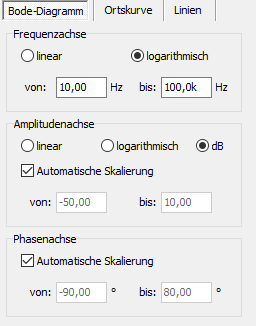 Bode-Diagramm Ortskurve Linien
Frequenzachse
linear logarithmisch
von: 10,00 Hz bis: 100,0k Hz
Amplitudenachse
linear logarithmisch dB
Automatische Skalierung
von: -50,00 bis: 10,00
Phasenachse
Automatische Skalierung
von: -90,00 ° bis: 80,00 °